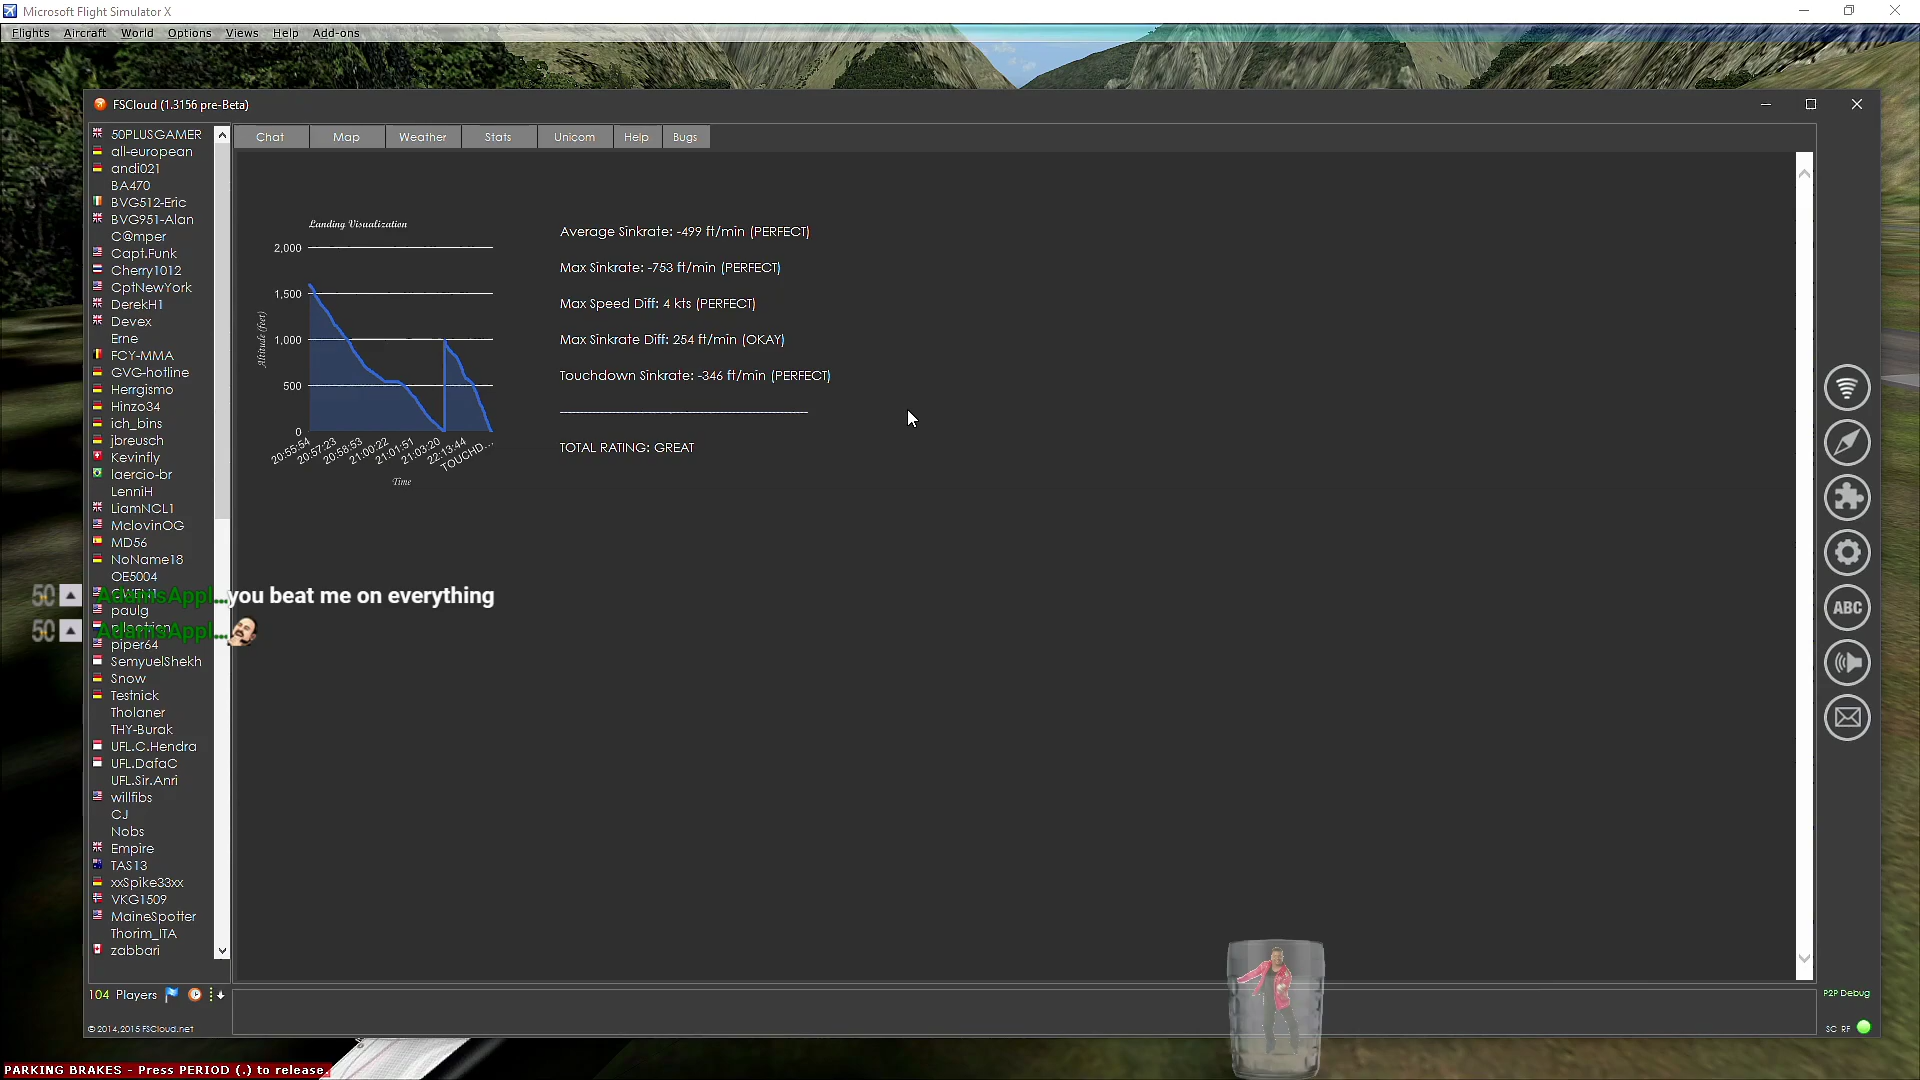 Microsoft Flight Simulator X
Flights Aircraft World Options Views Help Add-ons
FSCloud (1.3156 pre-Beta)
50PLUSGAMER
all-european
andi021
BA470
BVG512-Eric
BVG951-Alan
C@mper
Capt.Funk
Cherry1012
CptNewYork
DerekH1
Devex
Erne
FCY-MMA
GVG-hotline
Herrgismo
Hinzo34
ich_bins
jbreusch
Kevinfly
laercio-br
LenniH
LiamNCL1
MclovinOG
MD56
NoName18
OE5004
paulg
piper64
SemyuelShekh
Snow
Testnick
Tholaner
THY-Burak
UFL.C.Hendra
UFL.DafaC
UFL.Sir.Anri
willfibs
CJ
Nobs
Empire
TAS13
xxSpike33xx
VKG1509
MaineSpotter
Thorim_ITA
zabbari
104 Players
© 2014,2015 FSCloud.net
Chat Map Weather Stats Unicom Help Bugs
Landing Visualization
Altitude (feet)
2,000
1,500
1,000
500
0
20:55:54 20:57:23 20:58:53 21:00:22 21:01:51 21:03:20 22:13:44 TOUCHD...
Time
Average Sinkrate: -499 ft/min (PERFECT)
Max Sinkrate: -753 ft/min (PERFECT)
Max Speed Diff: 4 kts (PERFECT)
Max Sinkrate Diff: 254 ft/min (OKAY)
Touchdown Sinkrate: -346 ft/min (PERFECT)
TOTAL RATING: GREAT
50 AdamsAppl... you beat me on everything
50 AdamsAppl...
ABC
P2P Debug
SC RF
PARKING BRAKES - Press PERIOD (.) to release.